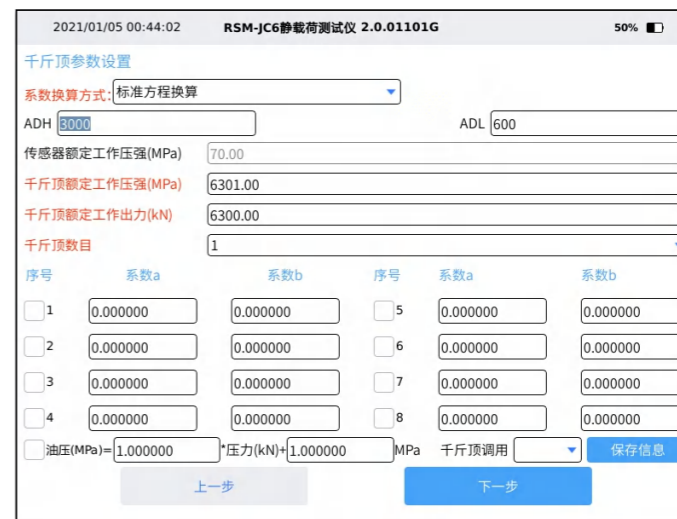 2021/01/05 00:44:02 RSM-JC6静载荷测试仪 2.0.01101G 50%
千斤顶参数设置
系数换算方式: 标准方程换算
ADH 3000 ADL 600
传感器额定工作压强(MPa) 70.00
千斤顶额定工作压强(MPa) 6301.00
千斤顶额定工作出力(kN) 6300.00
千斤顶数目 1
序号 系数a 系数b 序号 系数a 系数b
1 0.000000 0.000000 5 0.000000 0.000000
2 0.000000 0.000000 6 0.000000 0.000000
3 0.000000 0.000000 7 0.000000 0.000000
4 0.000000 0.000000 8 0.000000 0.000000
油压(MPa)= 1.000000 *压力(kN)+ 1.000000 MPa 千斤顶调用 保存信息
上一步 下一步